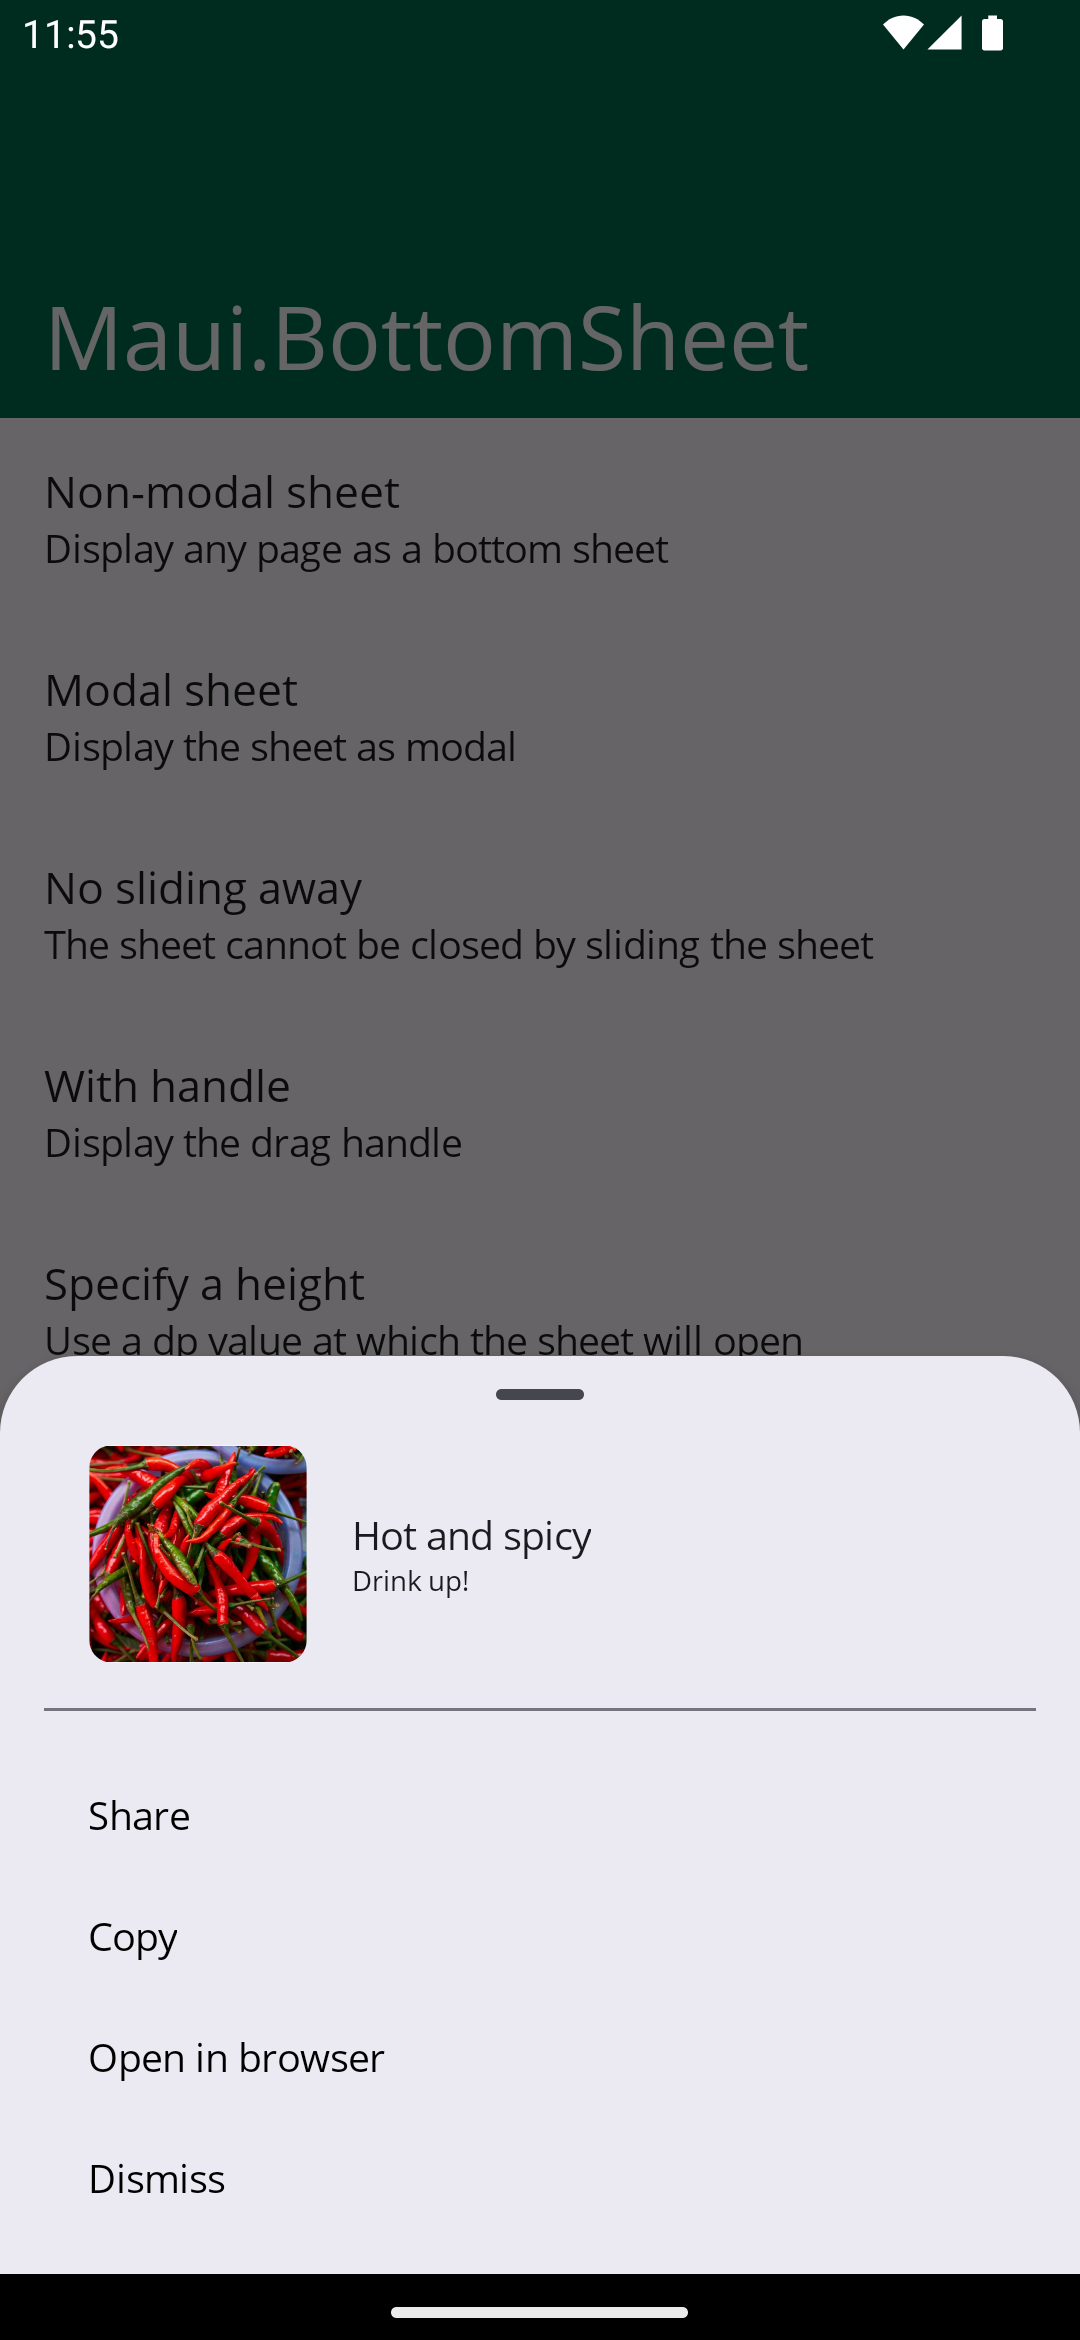 11:55
Maui.BottomSheet
Non-modal sheet
Display any page as a bottom sheet
Modal sheet
Display the sheet as modal
No sliding away
The sheet cannot be closed by sliding the sheet
With handle
Display the drag handle
Specify a height
Use a dp value at which the sheet will open
Hot and spicy
Drink up!
Share
Copy
Open in browser
Dismiss